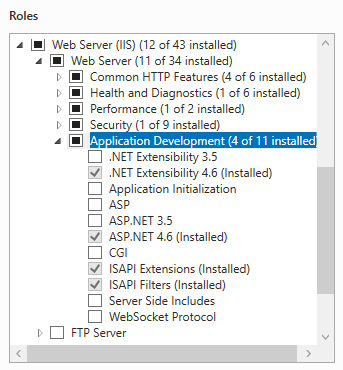 Roles
Web Server (IIS) (12 of 43 installed)
Web Server (11 of 34 installed)
Common HTTP Features (4 of 6 installed)
Health and Diagnostics (1 of 6 installed)
Performance (1 of 2 installed)
Security (1 of 9 installed)
Application Development (4 of 11 installed)
.NET Extensibility 3.5
.NET Extensibility 4.6 (Installed)
Application Initialization
ASP
ASP.NET 3.5
ASP.NET 4.6 (Installed)
CGI
ISAPI Extensions (Installed)
ISAPI Filters (Installed)
Server Side Includes
WebSocket Protocol
FTP Server